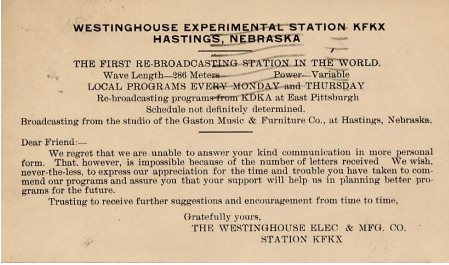 WESTINGHOUSE EXPERIMENTAL STATION KFKX
HASTINGS, NEBRASKA
THE FIRST RE-BROADCASTING STATION IN THE WORLD.
Wave Length—286 Meters Power—Variable
LOCAL PROGRAMS EVERY MONDAY and THURSDAY
Re-broadcasting programs from KDKA at East Pittsburgh
Schedule not definitely determined.
Broadcasting from the studio of the Gaston Music & Furniture Co., at Hastings, Nebraska.
Dear Friend:—
We regret that we are unable to answer your kind communication in more personal
form. That, however, is impossible because of the number of letters received We wish,
never-the-less, to express our appreciation for the time and trouble you have taken to com-
mend our programs and assure you that your support will help us in planning better pro-
grams for the future.
Trusting to receive further suggestions and encouragement from time to time,
Gratefully yours,
THE WESTINGHOUSE ELEC. & MFG. CO.
STATION KFKX